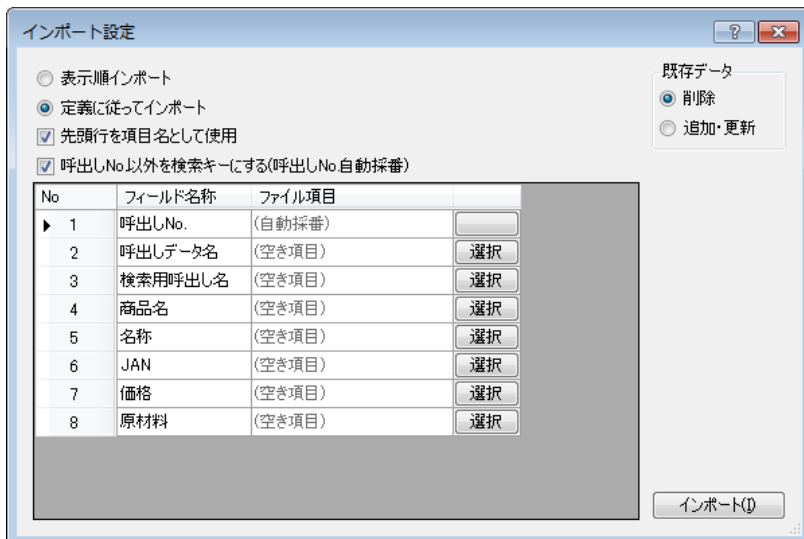 インポート設定
表示順インポート
定義に従ってインポート
先頭行を項目名として使用
呼出しNo.以外を検索キーにする(呼出しNo.自動採番)
既存データ
削除
追加・更新
No フィールド名称 ファイル項目
1 呼出しNo. (自動採番)
2 呼出しデータ名 (空き項目) 選択
3 検索用呼出し名 (空き項目) 選択
4 商品名 (空き項目) 選択
5 名称 (空き項目) 選択
6 JAN (空き項目) 選択
7 価格 (空き項目) 選択
8 原材料 (空き項目) 選択
インポート(I)